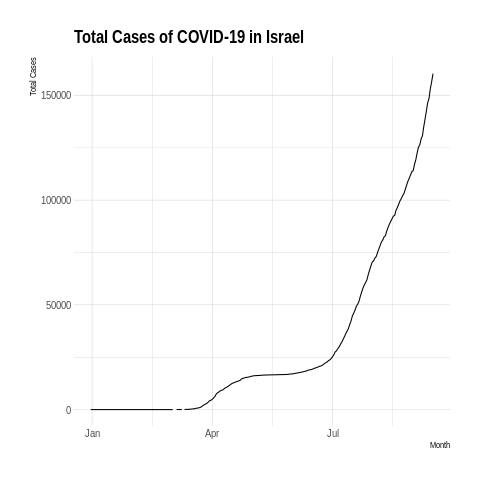 Total Cases of COVID-19 in Israel
Total Cases
150000
100000
50000
0
Jan Apr Jul
Month